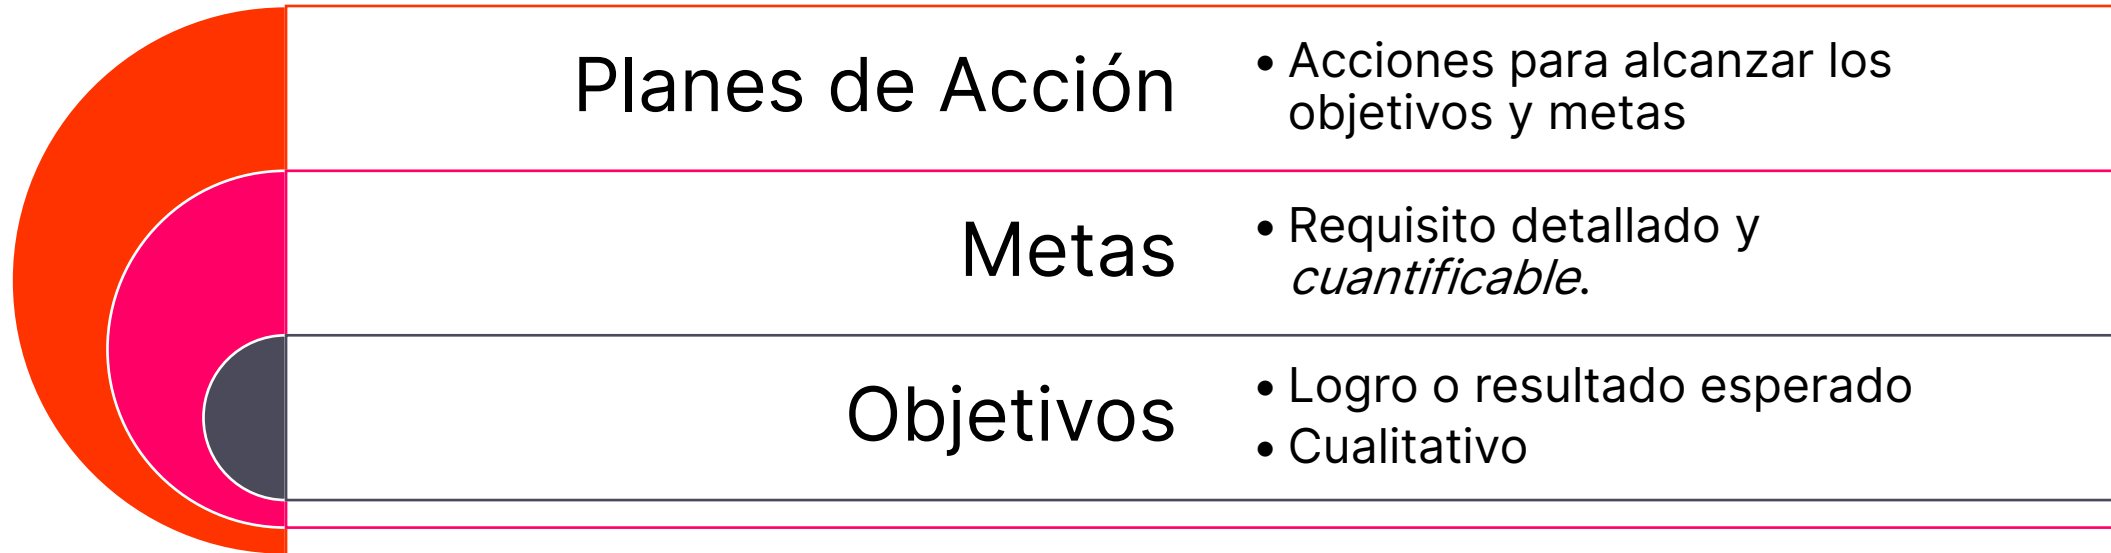 Planes de Acción
• Acciones para alcanzar los
objetivos y metas
Metas
• Requisito detallado y
cuantificable.
Objetivos
• Logro o resultado esperado
• Cualitativo